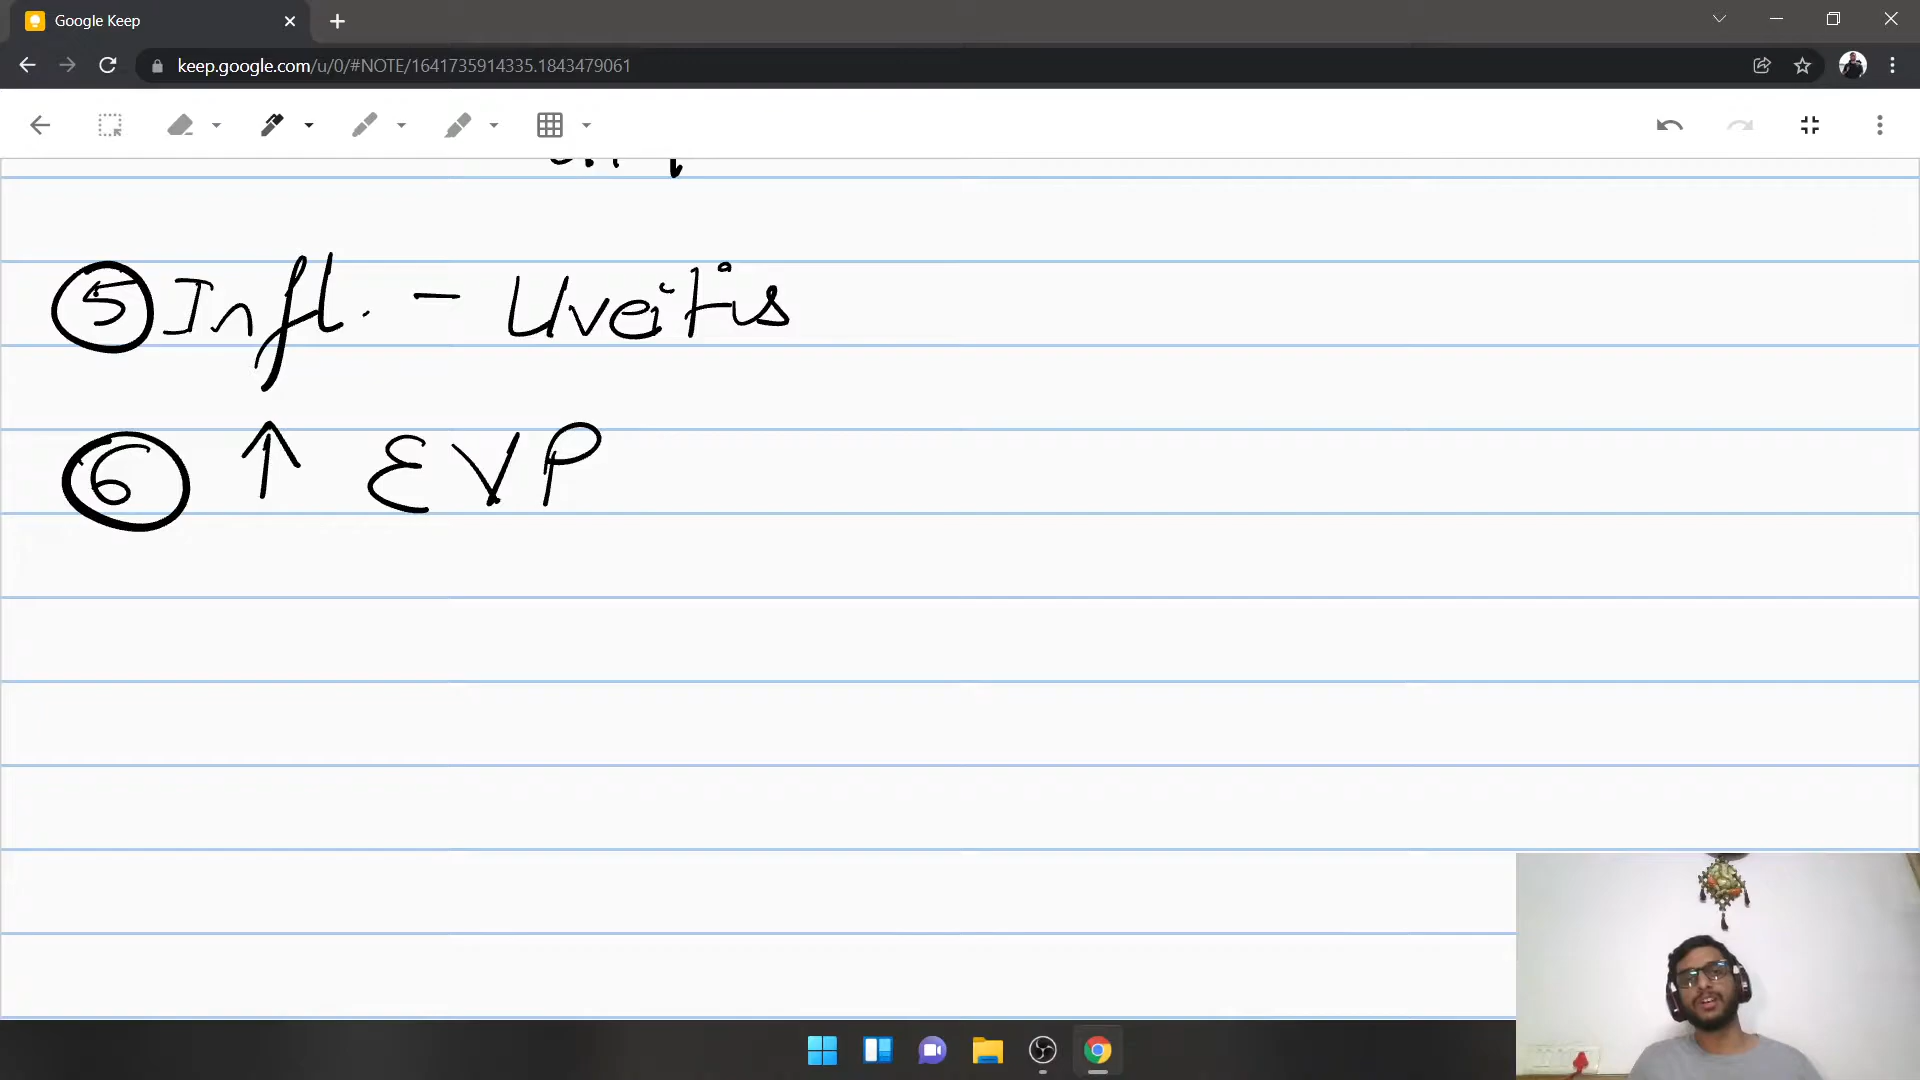 Google Keep
keep.google.com/u/0/#NOTE/1641735914335.1843479061
5 Infl. - Uveitis
6 ↑ EVP